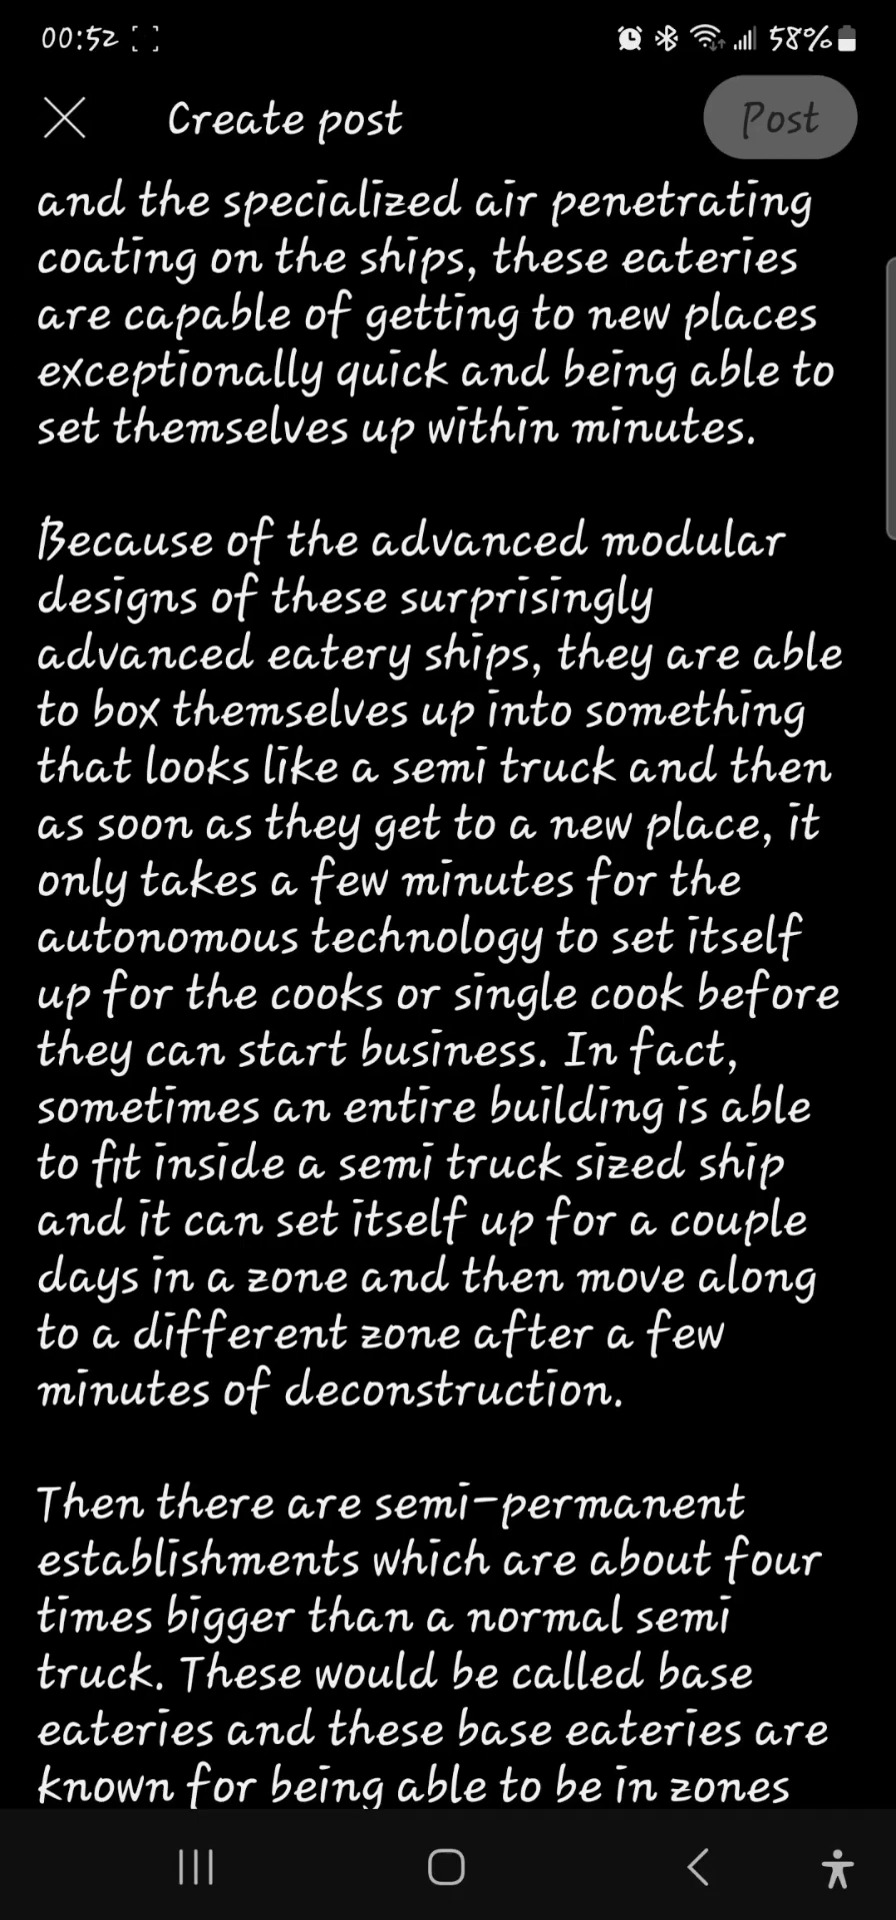 00:52
58%
Create post
Post
and the specialized air penetrating
coating on the ships, these eateries
are capable of getting to new places
exceptionally quick and being able to
set themselves up within minutes.
Because of the advanced modular
designs of these surprisingly
advanced eatery ships, they are able
to box themselves up into something
that looks like a semi truck and then
as soon as they get to a new place, it
only takes a few minutes for the
autonomous technology to set itself
up for the cooks or single cook before
they can start business. In fact,
sometimes an entire building is able
to fit inside a semi truck sized ship
and it can set itself up for a couple
days in a zone and then move along
to a different zone after a few
minutes of deconstruction.
Then there are semi-permanent
establishments which are about four
times bigger than a normal semi
truck. These would be called base
eateries and these base eateries are
known for being able to be in zones